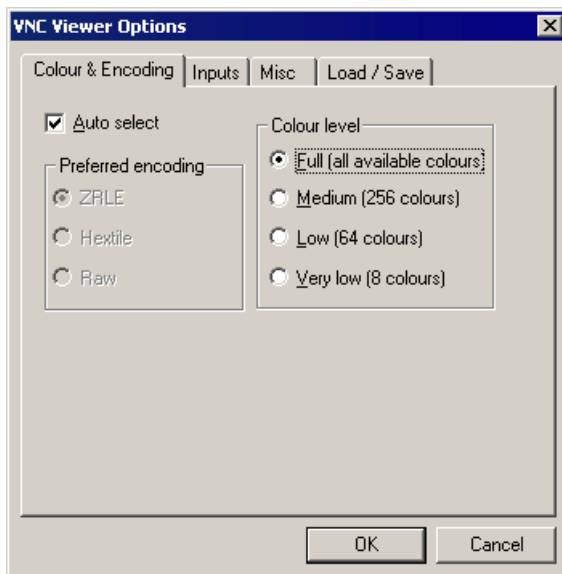 VNC Viewer Options
Colour & Encoding Inputs Misc Load / Save
Auto select
Preferred encoding
ZRLE
Hextile
Raw
Colour level
Full (all available colours
Medium (256 colours)
Low (64 colours)
Very low (8 colours)
OK Cancel